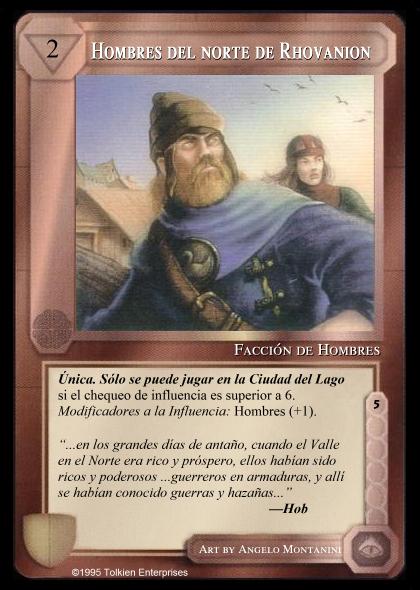 2
Hombres del norte de Rhovanion
Facción de Hombres
Única. Sólo se puede jugar en la Ciudad del Lago
si el chequeo de influencia es superior a 6.
Modificadores a la Influencia: Hombres (+1).
5
“...en los grandes días de antaño, cuando el Valle
en el Norte era rico y próspero, ellos habían sido
ricos y poderosos ...guerreros en armaduras, y allí
se habían conocido guerras y hazañas...”
—Hob
Art by Angelo Montanini
©1995 Tolkien Enterprises